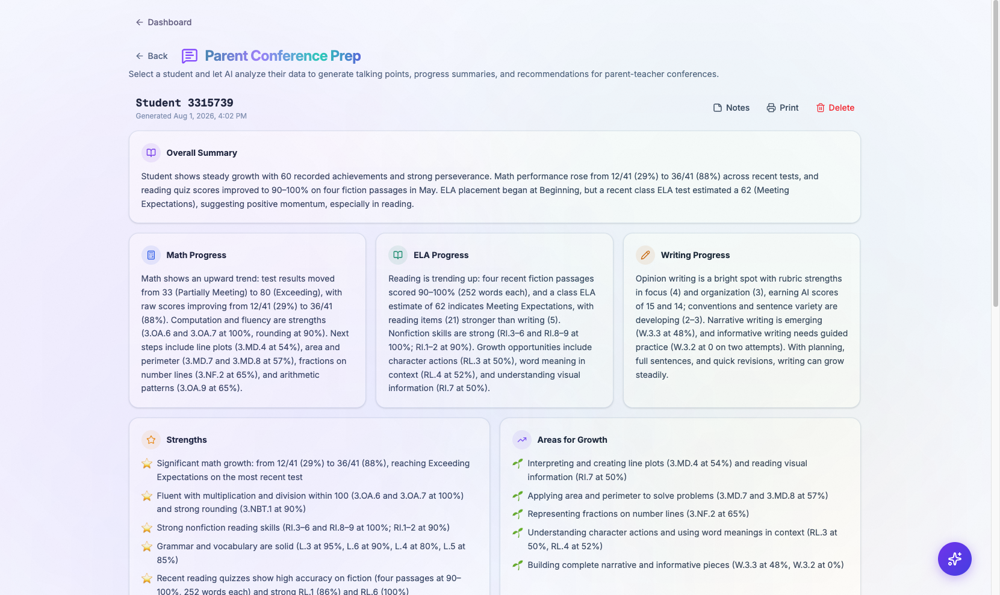 Dashboard
Back
Parent Conference Prep
Select a student and let AI analyze their data to generate talking points, progress summaries, and recommendations for parent-teacher conferences.
Student 3315739
Generated Aug 1, 2026, 4:02 PM
Notes
Print
Delete
Overall Summary
Student shows steady growth with 60 recorded achievements and strong perseverance. Math performance rose from 12/41 (29%) to 36/41 (88%) across recent tests, and
reading quiz scores improved to 90–100% on four fiction passages in May. ELA placement began at Beginning, but a recent class ELA test estimated a 62 (Meeting
Expectations), suggesting positive momentum, especially in reading.
Math Progress
Math shows an upward trend: test results moved
from 33 (Partially Meeting) to 80 (Exceeding), with
raw scores improving from 12/41 (29%) to 36/41
(88%). Computation and fluency are strengths
(3.OA.6 and 3.OA.7 at 100%, rounding at 90%). Next
steps include line plots (3.MD.4 at 54%), area and
perimeter (3.MD.7 and 3.MD.8 at 57%), fractions on
number lines (3.NF.2 at 65%), and arithmetic
patterns (3.OA.9 at 65%).
ELA Progress
Reading is trending up: four recent fiction passages
scored 90–100% (252 words each), and a class ELA
estimate of 62 indicates Meeting Expectations, with
reading items (21) stronger than writing (5).
Nonfiction skills are strong (RI.3–6 and RI.8–9 at
100%; RI.1–2 at 90%). Growth opportunities include
character actions (RL.3 at 50%), word meaning in
context (RL.4 at 52%), and understanding visual
information (RI.7 at 50%).
Writing Progress
Opinion writing is a bright spot with rubric strengths
in focus (4) and organization (3), earning AI scores
of 15 and 14; conventions and sentence variety are
developing (2–3). Narrative writing is emerging
(W.3.3 at 48%), and informative writing needs guided
practice (W.3.2 at 0 on two attempts). With planning,
full sentences, and quick revisions, writing can grow
steadily.
Strengths
Significant math growth: from 12/41 (29%) to 36/41 (88%), reaching Exceeding
Expectations on the most recent test
Fluent with multiplication and division within 100 (3.OA.6 and 3.OA.7 at 100%)
and strong rounding (3.NBT.1 at 90%)
Strong nonfiction reading skills (RI.3–6 and RI.8–9 at 100%; RI.1–2 at 90%)
Grammar and vocabulary are solid (L.3 at 95%, L.6 at 90%, L.4 at 80%, L.5 at
85%)
Recent reading quizzes show high accuracy on fiction (four passages at 90–
100%, 252 words each) and strong RL.1 (86%) and RL.6 (100%)
Areas for Growth
Interpreting and creating line plots (3.MD.4 at 54%) and reading visual
information (RI.7 at 50%)
Applying area and perimeter to solve problems (3.MD.7 and 3.MD.8 at 57%)
Representing fractions on number lines (3.NF.2 at 65%)
Understanding character actions and using word meanings in context (RL.3 at
50%, RL.4 at 52%)
Building complete narrative and informative pieces (W.3.3 at 48%, W.3.2 at 0%)